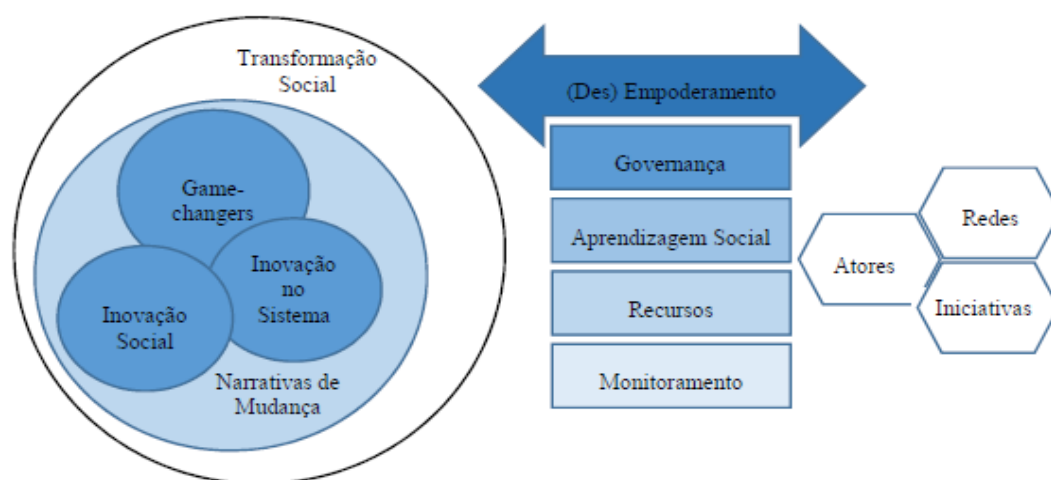 Transformação
Social
Game-
changers
Inovação
no
Sistema
Inovação
Social
Narrativas de
Mudança
(Des) Empoderamento
Governança
Aprendizagem Social
Recursos
Monitoramento
Atores
Redes
Iniciativas